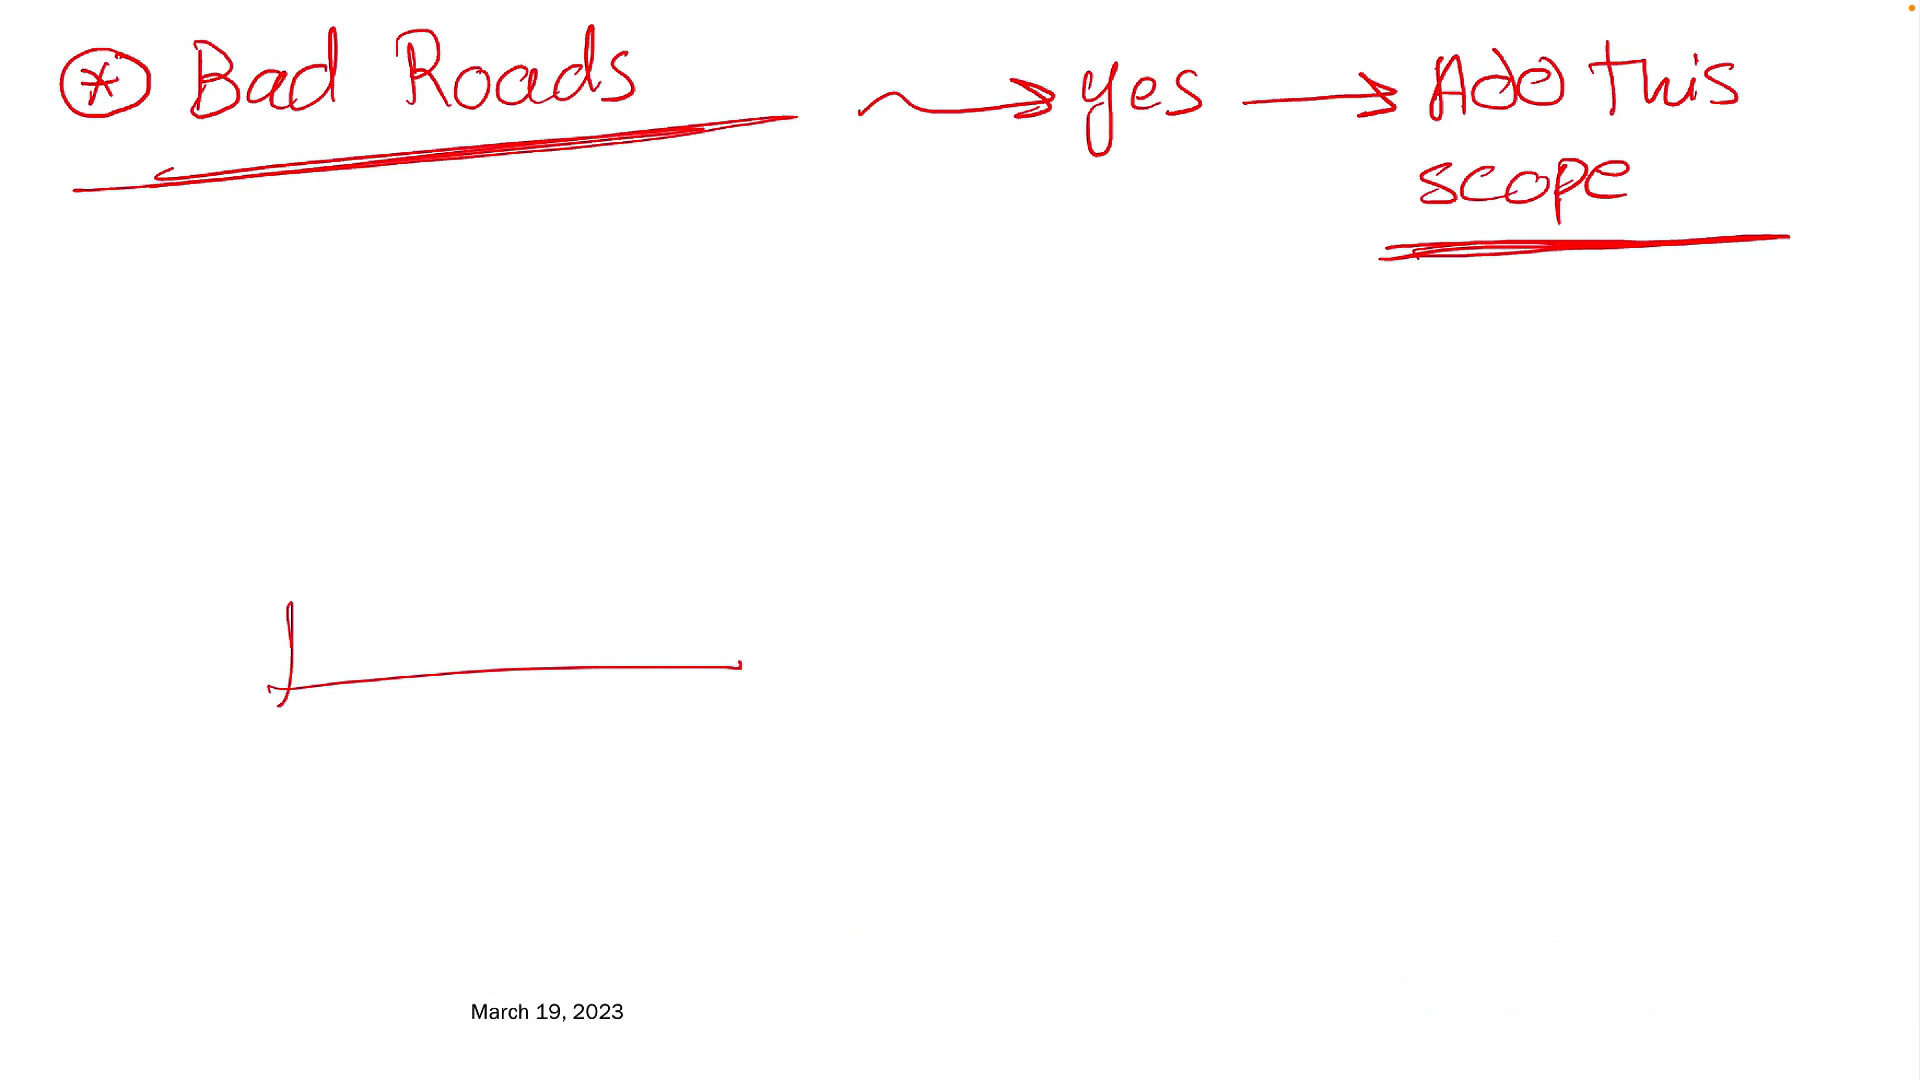 * Bad Roads → yes → Add this
scope
March 19, 2023